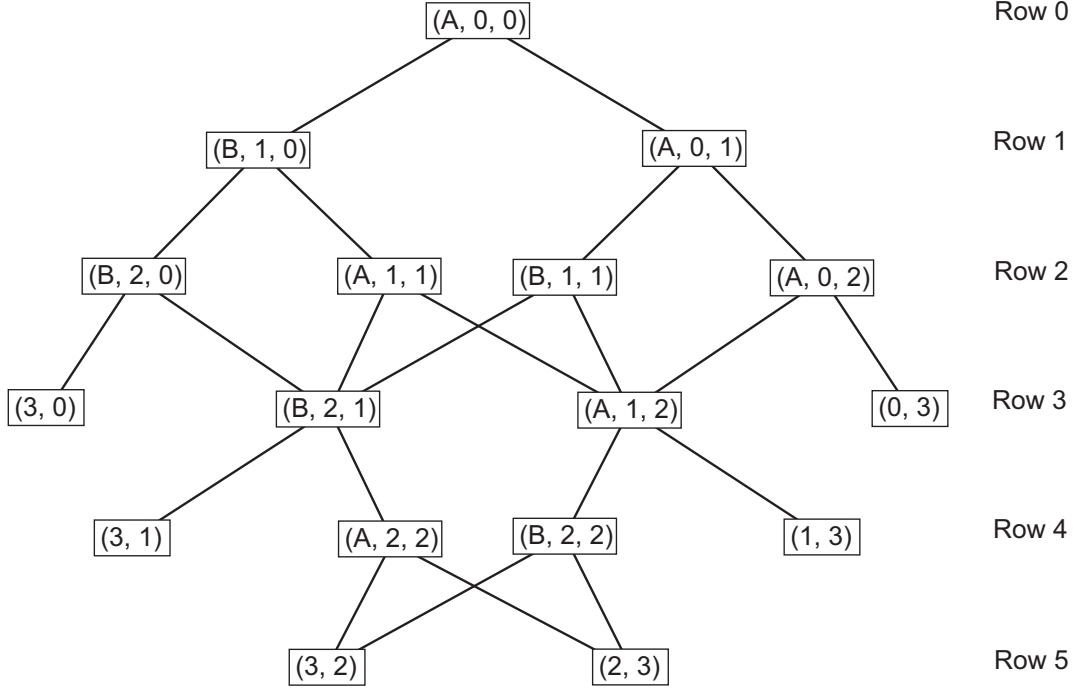 (A, 0, 0) Row 0
(B, 1, 0) (A, 0, 1) Row 1
(B, 2, 0) (A, 1, 1) (B, 1, 1) (A, 0, 2) Row 2
(3, 0) (B, 2, 1) (A, 1, 2) (0, 3) Row 3
(3, 1) (A, 2, 2) (B, 2, 2) (1, 3) Row 4
(3, 2) (2, 3) Row 5